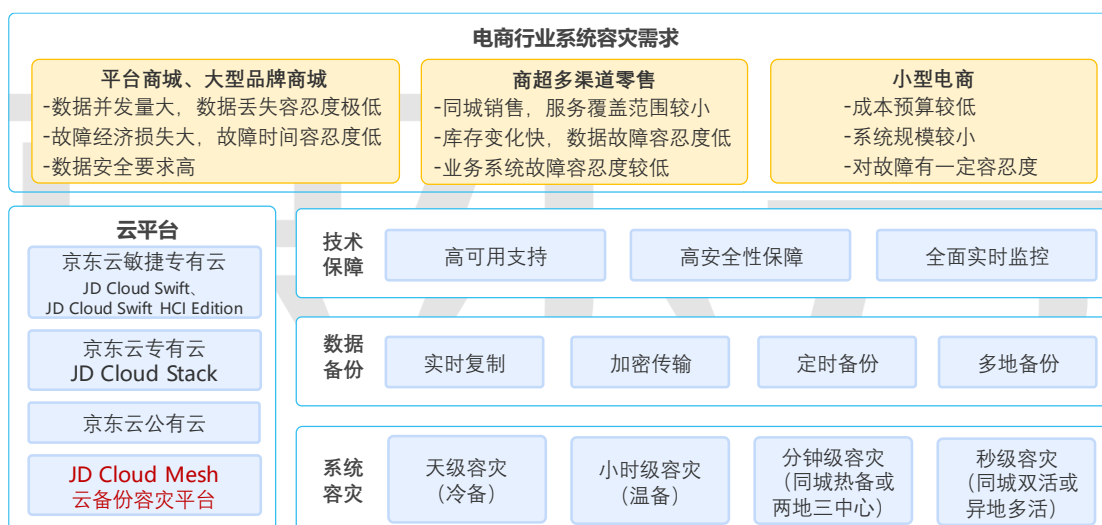 电商行业系统容灾需求
平台商城、大型品牌商城
-数据并发量大，数据丢失容忍度极低
-故障经济损失大，故障时间容忍度低
-数据安全要求高
商超多渠道零售
-同城销售，服务覆盖范围较小
-库存变化快，数据故障容忍度低
-业务系统故障容忍度较低
小型电商
-成本预算较低
-系统规模较小
-对故障有一定容忍度
云平台
京东云敏捷专有云
JD Cloud Swift、
JD Cloud Swift HCI Edition
京东云专有云
JD Cloud Stack
京东云公有云
JD Cloud Mesh
云备份容灾平台
技术
保障
高可用支持
高安全性保障
全面实时监控
数据
备份
实时复制
加密传输
定时备份
多地备份
系统
容灾
天级容灾
（冷备）
小时级容灾
（温备）
分钟级容灾
（同城热备或
两地三中心）
秒级容灾
（同城双活或
异地多活）